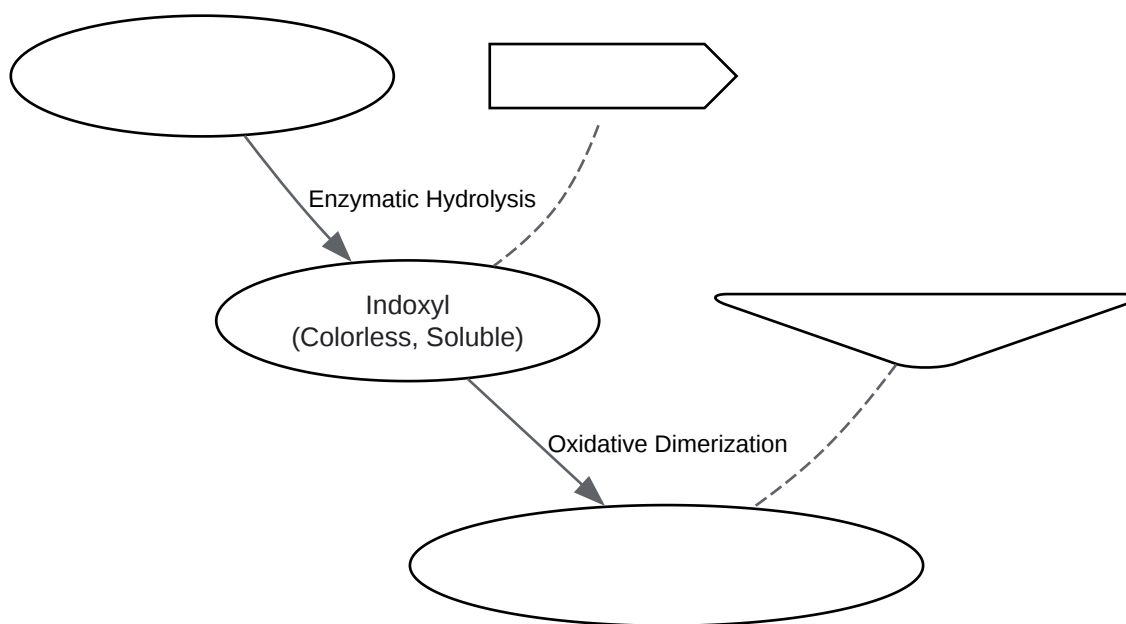 Enzymatic Hydrolysis
Indoxyl
(Colorless, Soluble)
Oxidative Dimerization